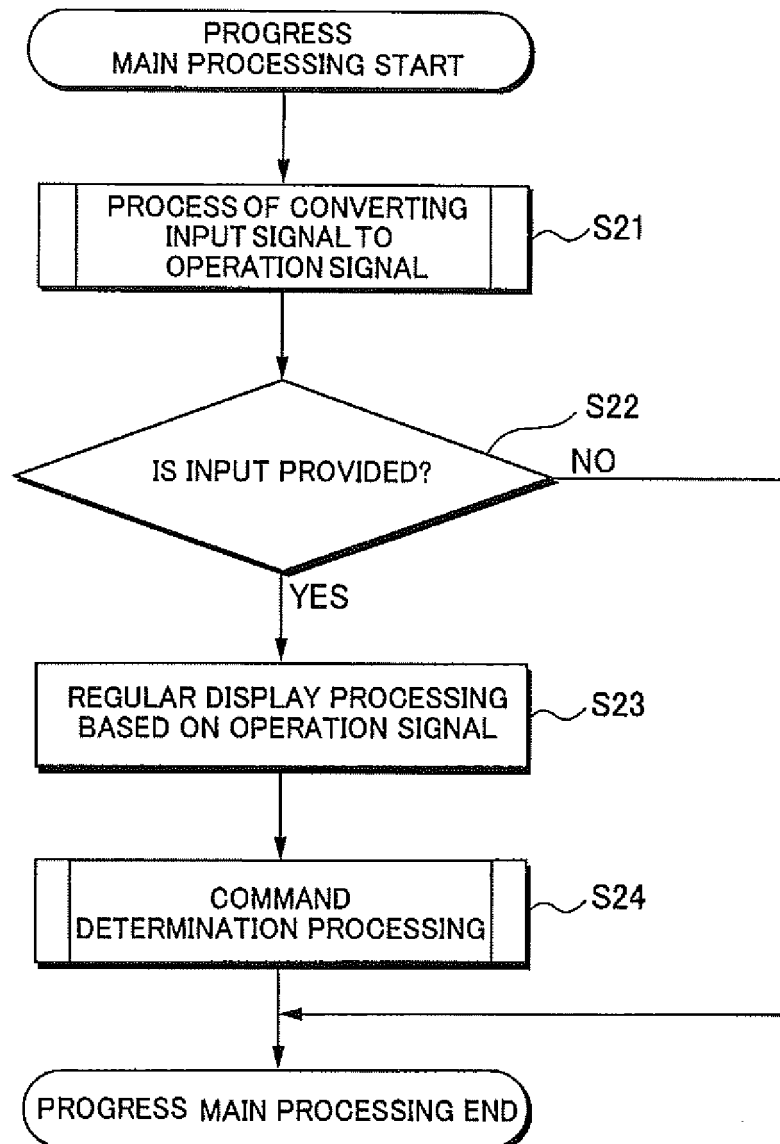 PROGRESS
MAIN PROCESSING START
PROCESS OF CONVERTING
INPUT SIGNAL TO
OPERATION SIGNAL
S21
S22
IS INPUT PROVIDED?
NO
YES
REGULAR DISPLAY PROCESSING
BASED ON OPERATION SIGNAL
S23
COMMAND
DETERMINATION PROCESSING
S24
PROGRESS MAIN PROCESSING END